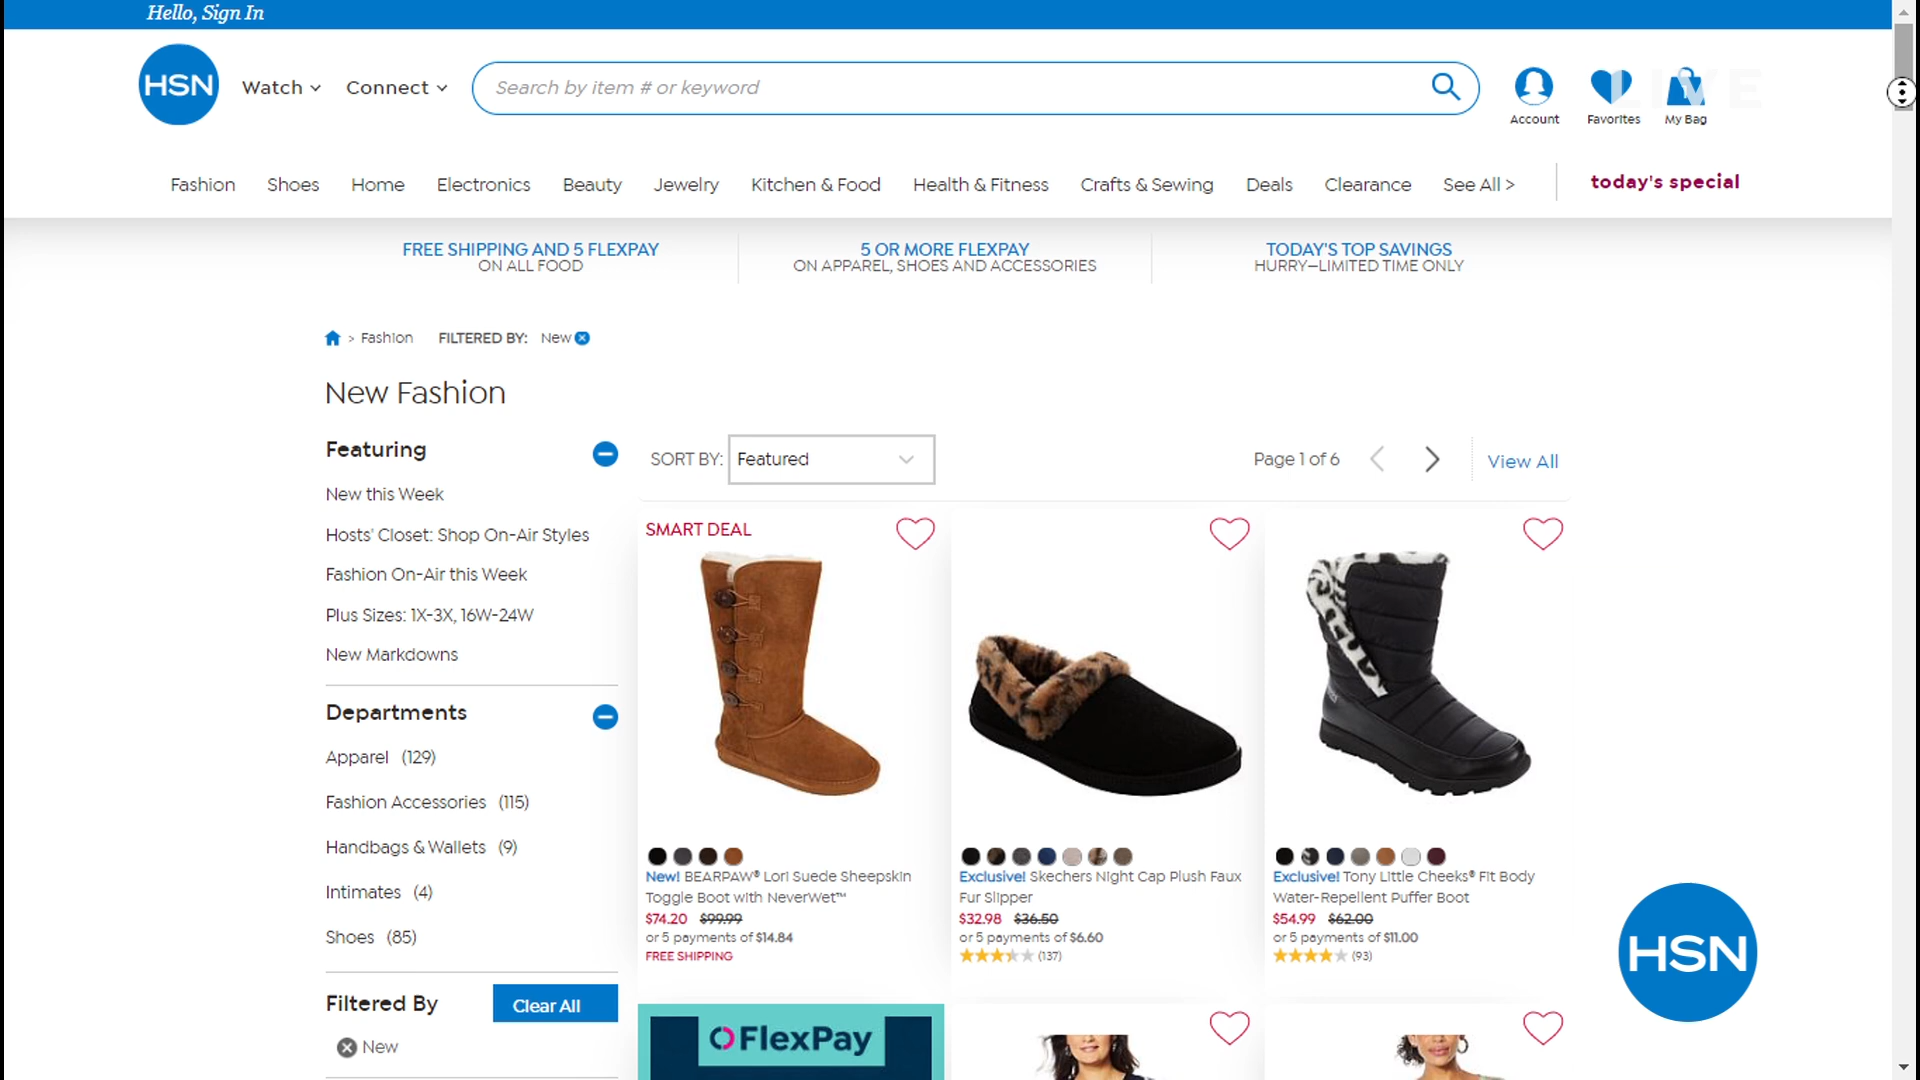 Hello, Sign In
HSN
Watch
Connect
Search by item # or keyword
LIVE
Account
Favorites
My Bag
Fashion
Shoes
Home
Electronics
Beauty
Jewelry
Kitchen & Food
Health & Fitness
Crafts & Sewing
Deals
Clearance
See All >
today's special
FREE SHIPPING AND 5 FLEXPAY
ON ALL FOOD
5 OR MORE FLEXPAY
ON APPAREL, SHOES AND ACCESSORIES
TODAY'S TOP SAVINGS
HURRY—LIMITED TIME ONLY
> Fashion
FILTERED BY: New
New Fashion
Featuring
New this Week
Hosts' Closet: Shop On-Air Styles
Fashion On-Air this Week
Plus Sizes: 1X-3X, 16W-24W
New Markdowns
Departments
Apparel (129)
Fashion Accessories (115)
Handbags & Wallets (9)
Intimates (4)
Shoes (85)
Filtered By
Clear All
New
SORT BY: Featured
Page 1 of 6
View All
SMART DEAL
New! BEARPAW® Lori Suede Sheepskin
Toggle Boot with NeverWet™
$74.20 $99.99
or 5 payments of $14.84
FREE SHIPPING
Exclusive! Skechers Night Cap Plush Faux
Fur Slipper
$32.98 $36.50
or 5 payments of $6.60
(137)
Exclusive! Tony Little Cheeks® Fit Body
Water-Repellent Puffer Boot
$54.99 $62.00
or 5 payments of $11.00
(93)
FlexPay
HSN